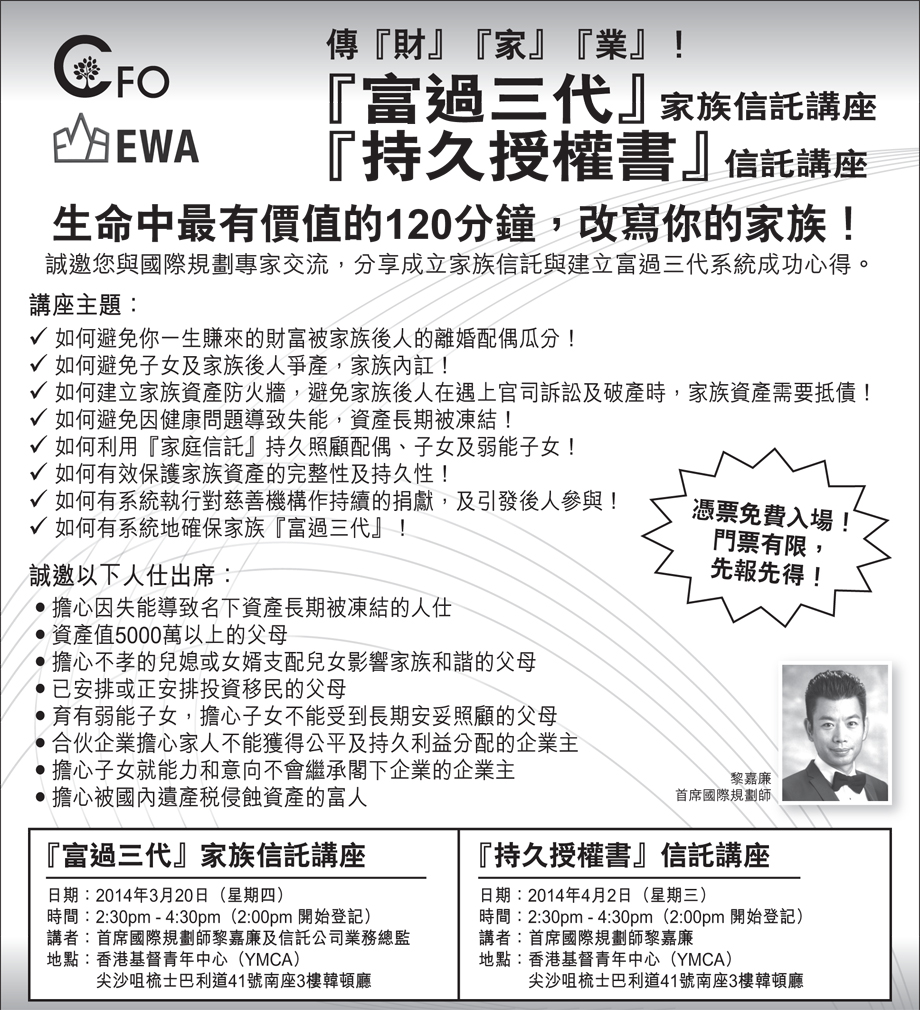 CFO
EWA
傳『財』『家』『業』！
『富過三代』家族信託講座
『持久授權書』信託講座
生命中最有價值的120分鐘，改寫你的家族！
誠邀您與國際規劃專家交流，分享成立家族信託與建立富過三代系統成功心得。
講座主題：
✓ 如何避免你一生賺來的財富被家族後人的離婚配偶瓜分！
✓ 如何避免子女及家族後人爭產，家族內訌！
✓ 如何建立家族資產防火牆，避免家族後人在遇上官司訴訟及破產時，家族資產需要抵債！
✓ 如何避免因健康問題導致失能，資產長期被凍結！
✓ 如何利用『家庭信託』持久照顧配偶、子女及弱能子女！
✓ 如何有效保護家族資產的完整性及持久性！
✓ 如何有系統執行對慈善機構作持續的捐獻，及引發後人參與！
✓ 如何有系統地確保家族『富過三代』！
憑票免費入場！
門票有限，
先報先得！
誠邀以下人仕出席：
• 擔心因失能導致名下資產長期被凍結的人仕
• 資產值5000萬以上的父母
• 擔心不孝的兒媳或女婿支配兒女影響家族和諧的父母
• 已安排或正安排投資移民的父母
• 育有弱能子女，擔心子女不能受到長期安妥照顧的父母
• 合伙企業擔心家人不能獲得公平及持久利益分配的企業主
• 擔心子女就能力和意向不會繼承閣下企業的企業主
• 擔心被國內遺產税侵蝕資產的富人
黎嘉廉
首席國際規劃師
『富過三代』家族信託講座
日期：2014年3月20日（星期四）
時間：2:30pm - 4:30pm（2:00pm 開始登記）
講者：首席國際規劃師黎嘉廉及信託公司業務總監
地點：香港基督青年中心（YMCA）
尖沙咀梳士巴利道41號南座3樓韓頓廳
『持久授權書』信託講座
日期：2014年4月2日（星期三）
時間：2:30pm - 4:30pm（2:00pm 開始登記）
講者：首席國際規劃師黎嘉廉
地點：香港基督青年中心（YMCA）
尖沙咀梳士巴利道41號南座3樓韓頓廳